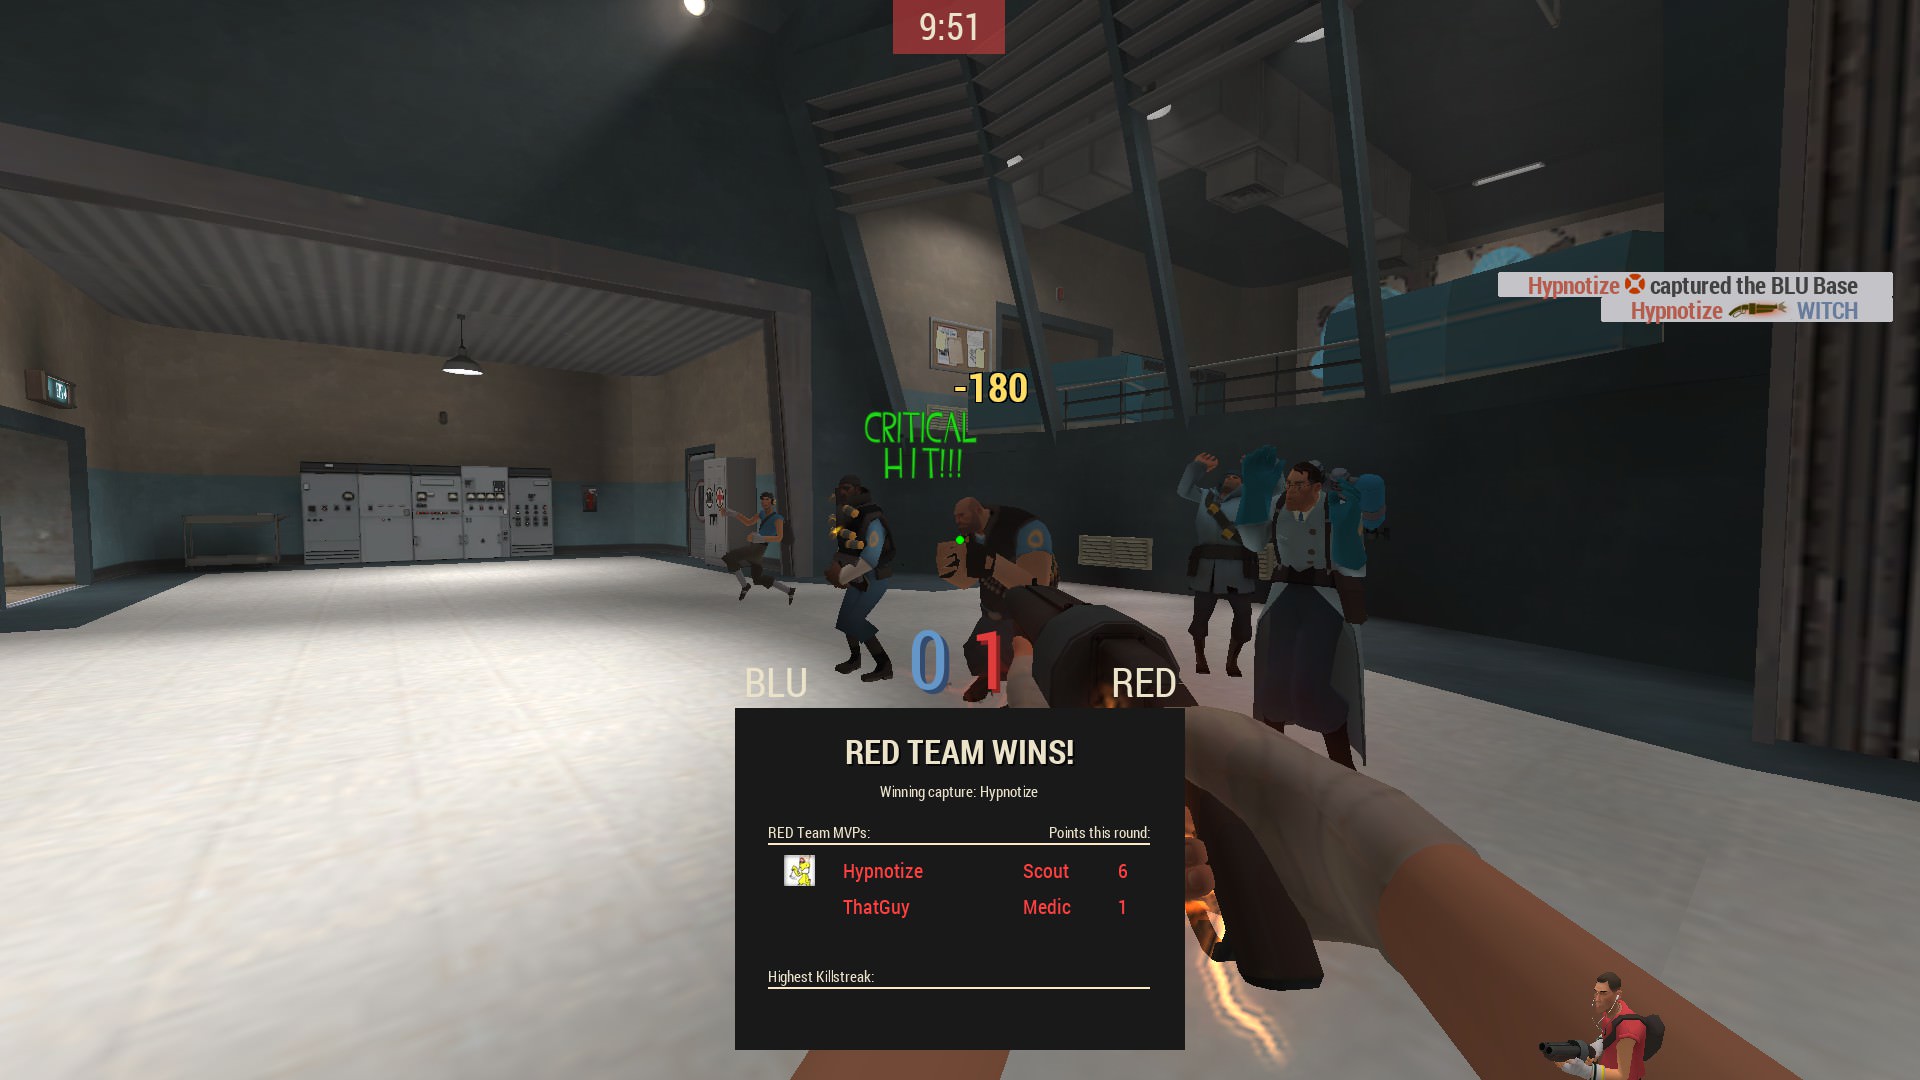 9:51
Hypnotize captured the BLU Base
Hypnotize WITCH
-180
CRITICAL
HIT!!!
BLU 0 1 RED
RED TEAM WINS!
Winning capture: Hypnotize
RED Team MVPs: Points this round:
Hypnotize Scout 6
ThatGuy Medic 1
Highest Killstreak: